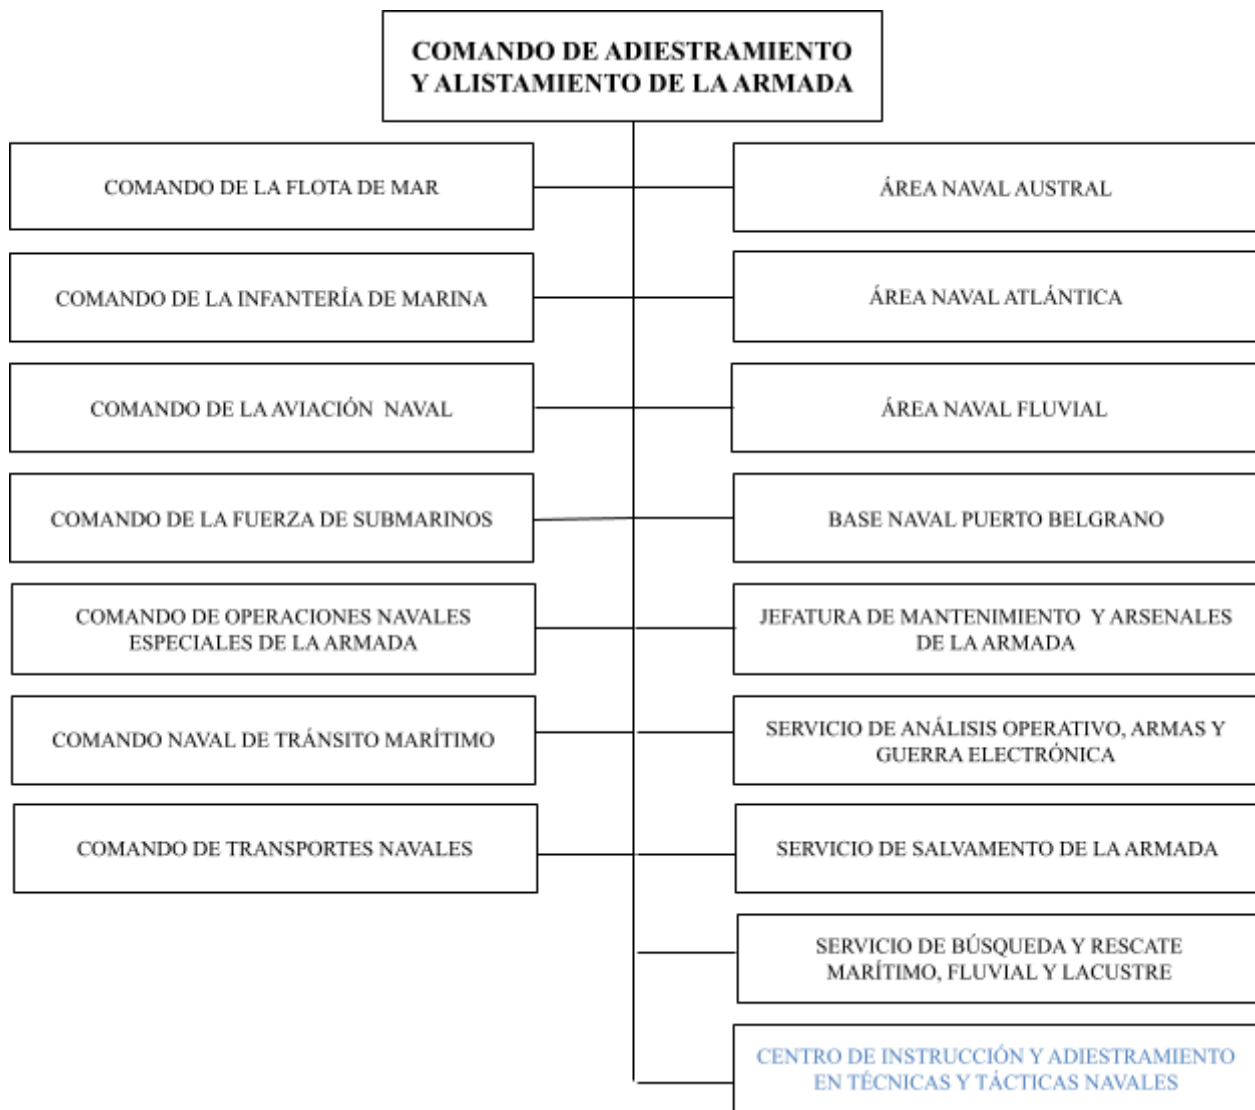 COMANDO DE ADIESTRAMIENTO
Y ALISTAMIENTO DE LA ARMADA
COMANDO DE LA FLOTA DE MAR
COMANDO DE LA INFANTERÍA DE MARINA
COMANDO DE LA AVIACIÓN NAVAL
COMANDO DE LA FUERZA DE SUBMARINOS
COMANDO DE OPERACIONES NAVALES
ESPECIALES DE LA ARMADA
COMANDO NAVAL DE TRÁNSITO MARÍTIMO
COMANDO DE TRANSPORTES NAVALES
ÁREA NAVAL AUSTRAL
ÁREA NAVAL ATLÁNTICA
ÁREA NAVAL FLUVIAL
BASE NAVAL PUERTO BELGRANO
JEFATURA DE MANTENIMIENTO Y ARSENALES
DE LA ARMADA
SERVICIO DE ANÁLISIS OPERATIVO, ARMAS Y
GUERRA ELECTRÓNICA
SERVICIO DE SALVAMENTO DE LA ARMADA
SERVICIO DE BÚSQUEDA Y RESCATE
MARÍTIMO, FLUVIAL Y LACUSTRE
CENTRO DE INSTRUCCIÓN Y ADIESTRAMIENTO
EN TÉCNICAS Y TÁCTICAS NAVALES